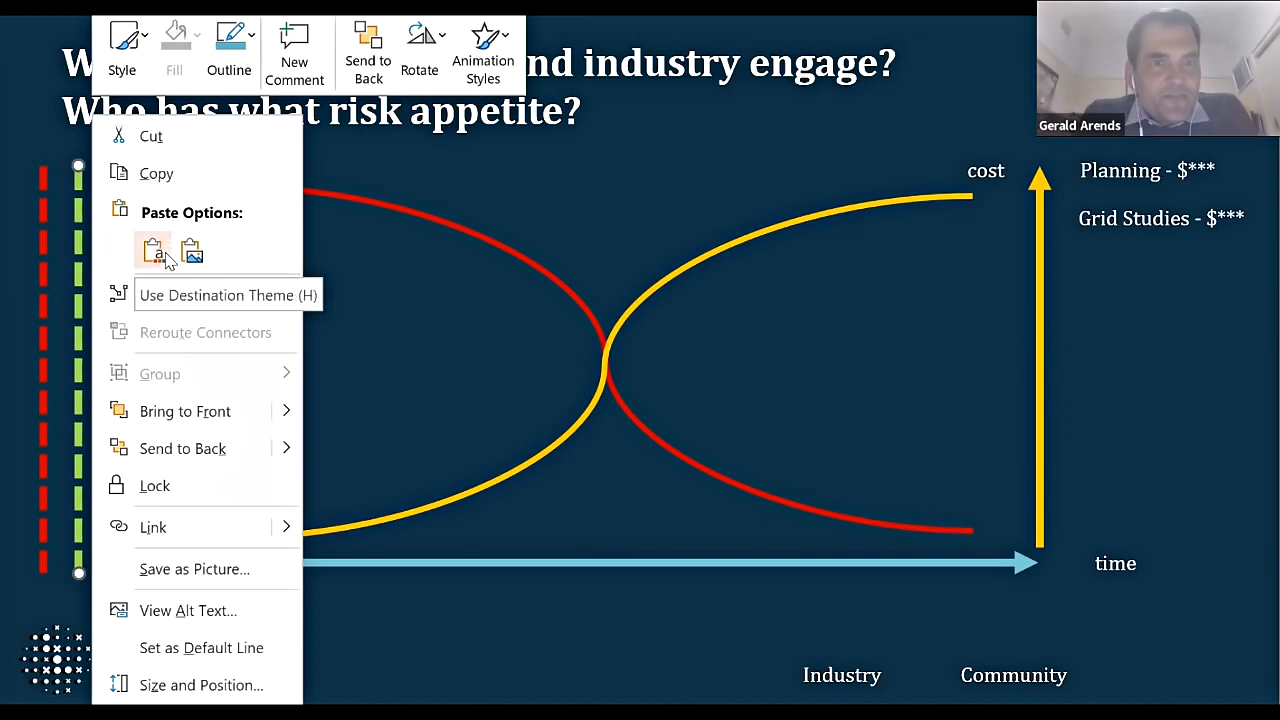 Style
Fill
Outline
New
Comment
Send to
Back
Rotate
Animation
Styles
nd industry engage?
Who has what risk appetite?
Gerald Arends
Cut
Copy
Paste Options:
Use Destination Theme (H)
Reroute Connectors
Group
Bring to Front
Send to Back
Lock
Link
Save as Picture...
View Alt Text...
Set as Default Line
Size and Position...
cost
Planning - $***
Grid Studies - $***
time
Industry
Community